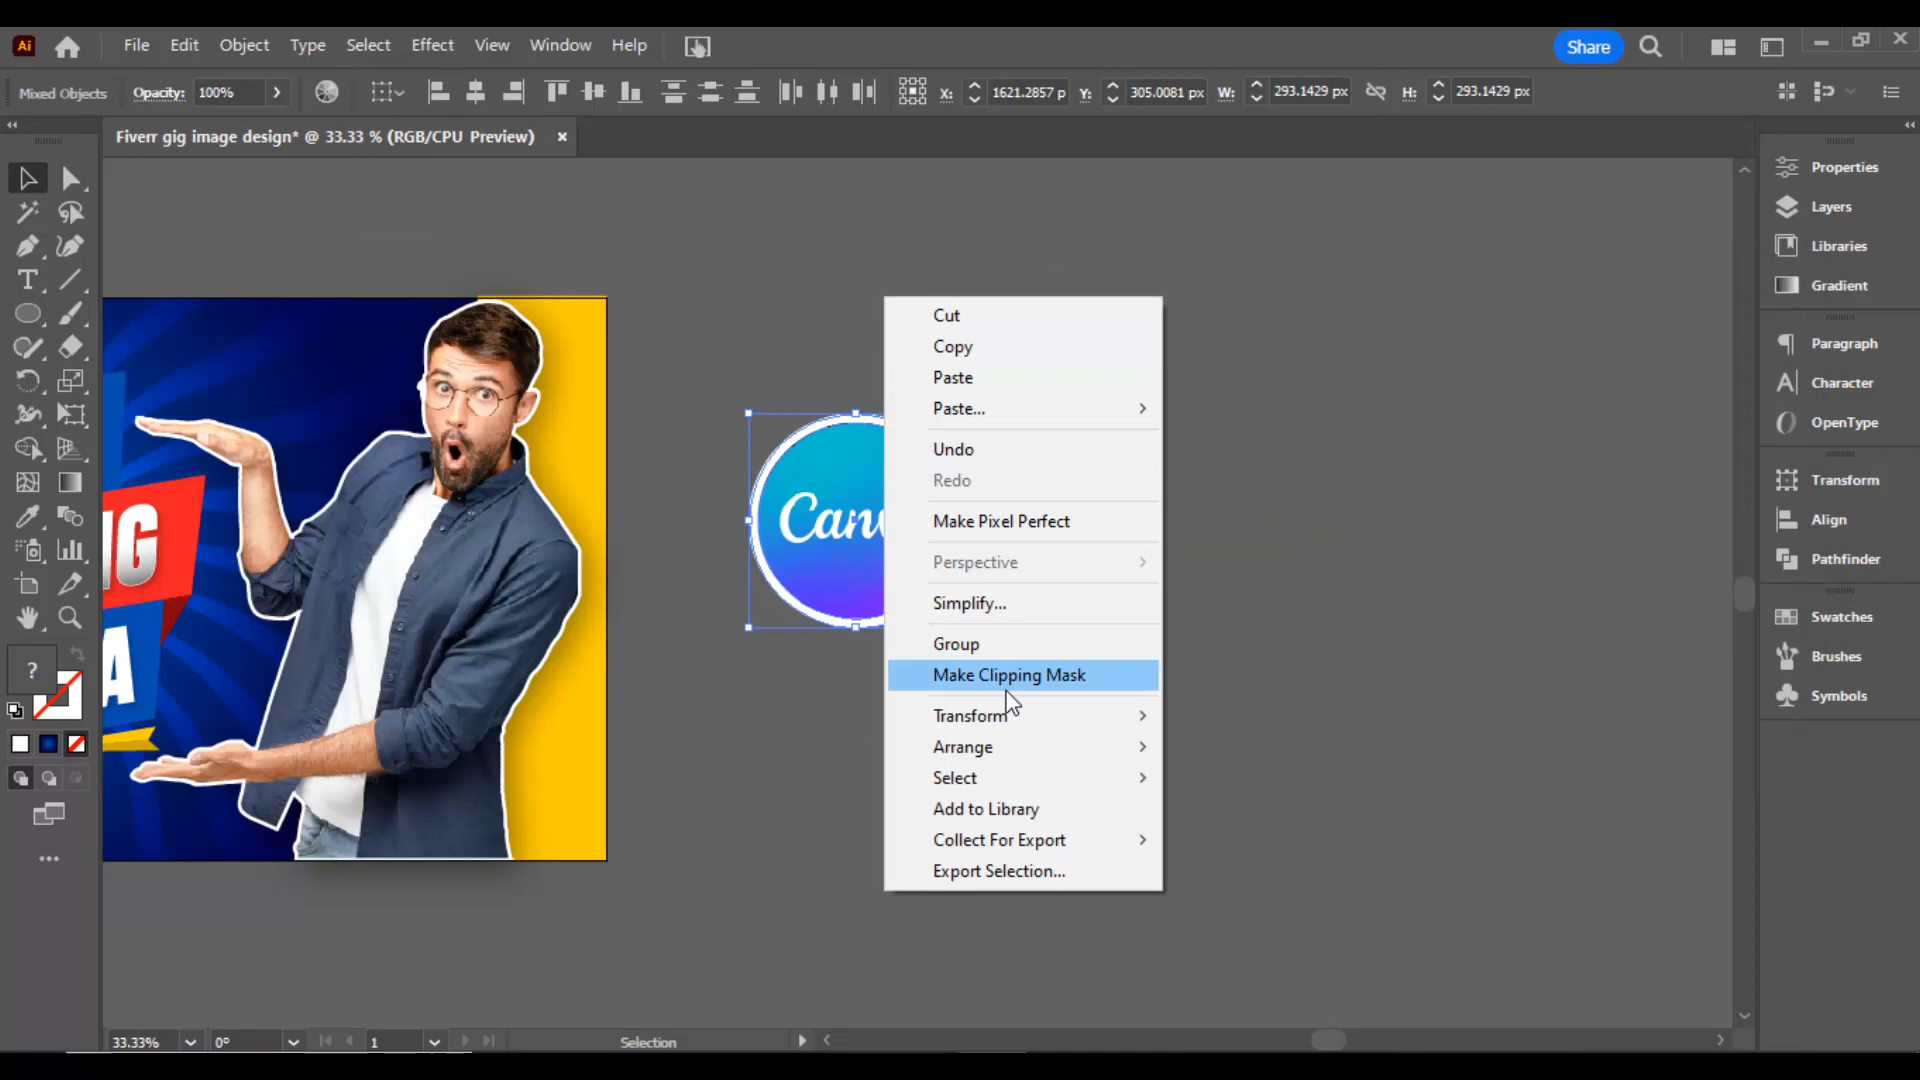 Ai File Edit Object Type Select Effect View Window Help Share
Mixed Objects Opacity: 100% X: 1621.2857 p Y: 305.0081 px W: 293.1429 px H: 293.1429 px
Fiverr gig image design* @ 33.33 % (RGB/CPU Preview) ×
Properties
Layers
Libraries
Gradient
Paragraph
Character
OpenType
Transform
Align
Pathfinder
Swatches
Brushes
Symbols
Cut
Copy
Paste
Paste...
Undo
Redo
Make Pixel Perfect
Perspective
Simplify...
Group
Make Clipping Mask
Transform
Arrange
Select
Add to Library
Collect For Export
Export Selection...
NG
A
Can
?
33.33% 0° 1 Selection